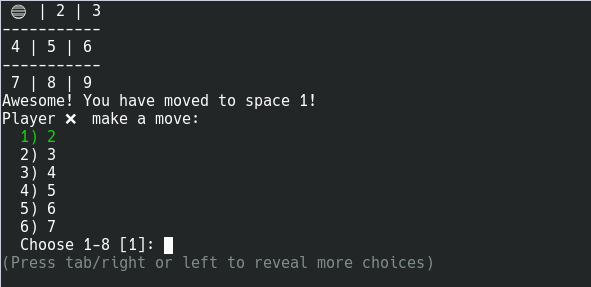 🌐 | 2 | 3
-----------
4 | 5 | 6
-----------
7 | 8 | 9
Awesome! You have moved to space 1!
Player ❌ make a move:
1) 2
2) 3
3) 4
4) 5
5) 6
6) 7
Choose 1-8 [1]:
(Press tab/right or left to reveal more choices)